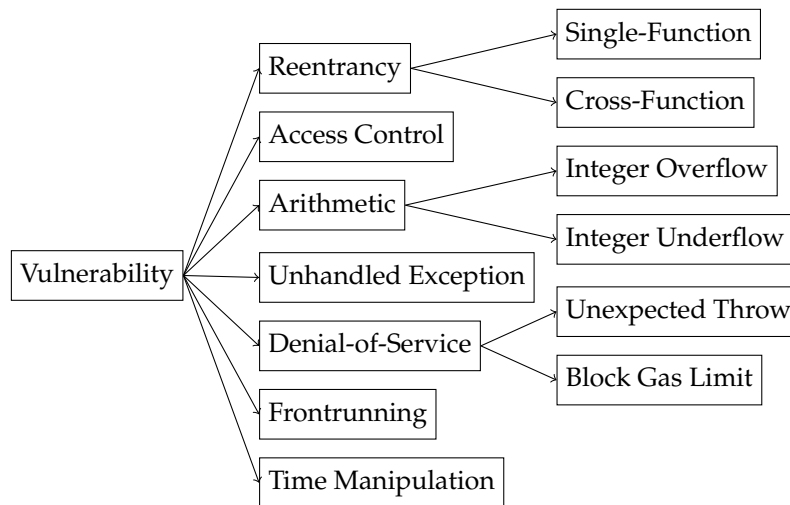 Vulnerability
Reentrancy
Single-Function
Cross-Function
Access Control
Arithmetic
Integer Overflow
Integer Underflow
Unhandled Exception
Denial-of-Service
Unexpected Throw
Block Gas Limit
Frontrunning
Time Manipulation